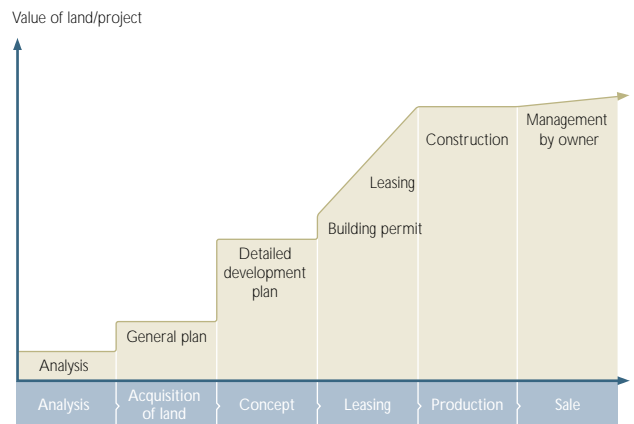 Value of land/project
Management
by owner
Construction
Leasing
Building permit
Detailed
development
plan
General plan
Analysis
Analysis
Acquisition
of land
Concept
Leasing
Production
Sale